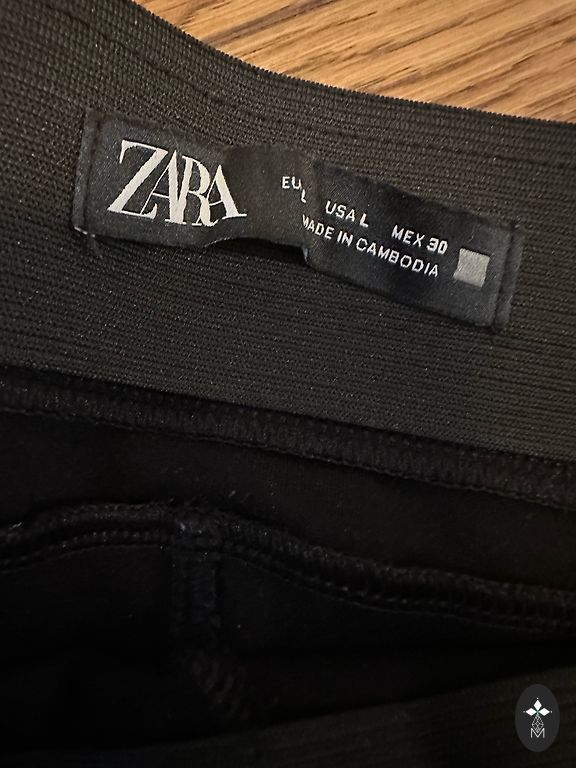 ZARA
EU L USA L MEX 30
MADE IN CAMBODIA
M